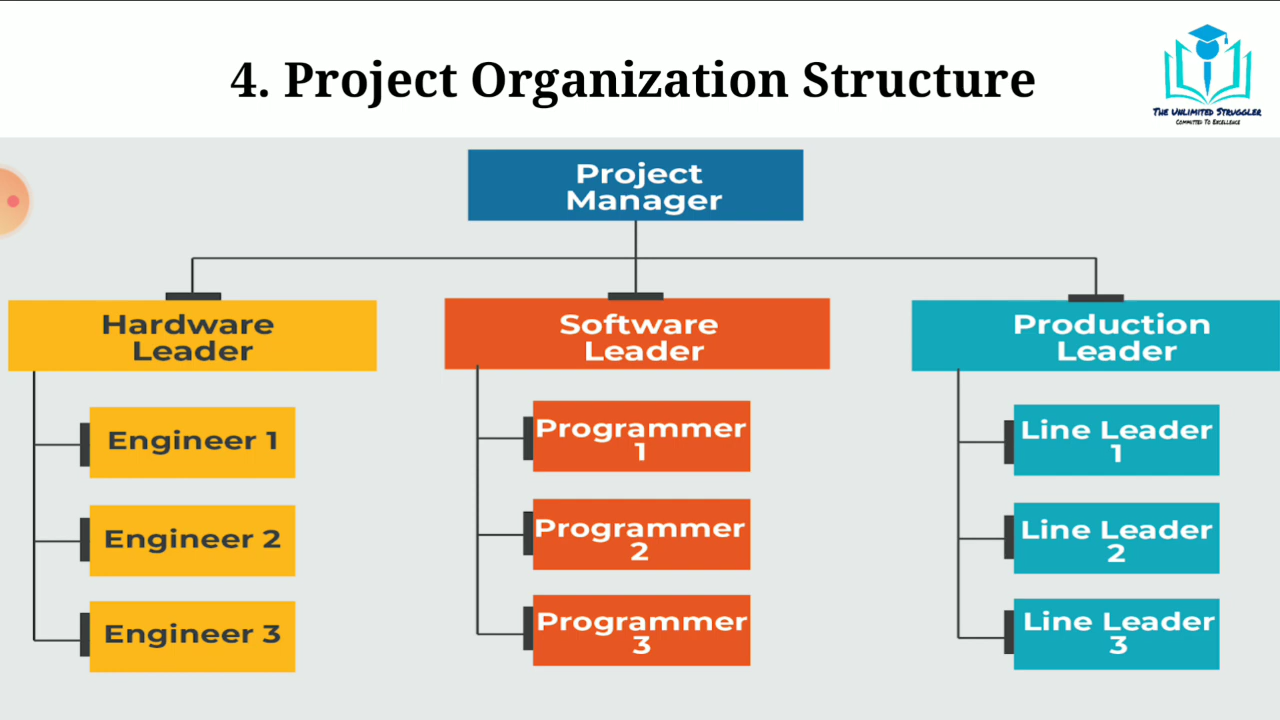 4. Project Organization Structure
THE UNLIMITED STRUGGLER
COMMITTED TO EXCELLENCE
Project
Manager
Hardware
Leader
Software
Leader
Production
Leader
Engineer 1
Engineer 2
Engineer 3
Programmer
1
Programmer
2
Programmer
3
Line Leader
1
Line Leader
2
Line Leader
3